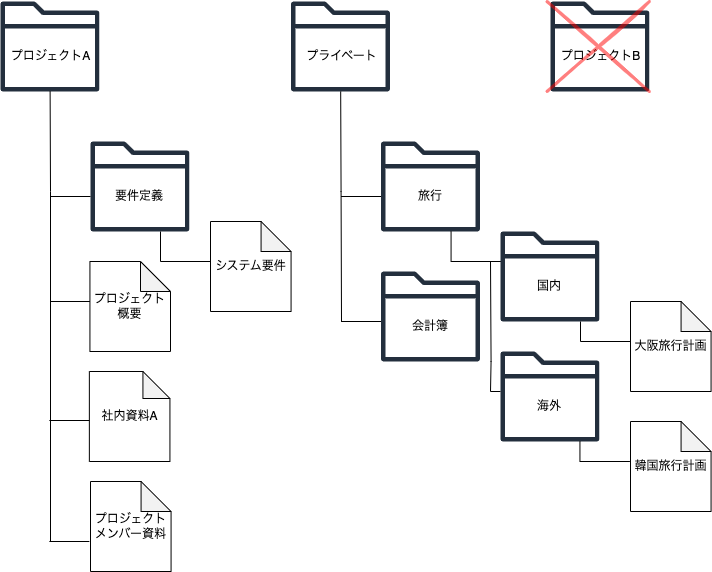 プロジェクトA
プライベート
プロジェクトB
要件定義
旅行
システム要件
国内
プロジェクト
概要
会計簿
大阪旅行計画
社内資料A
海外
韓国旅行計画
プロジェクト
メンバー資料